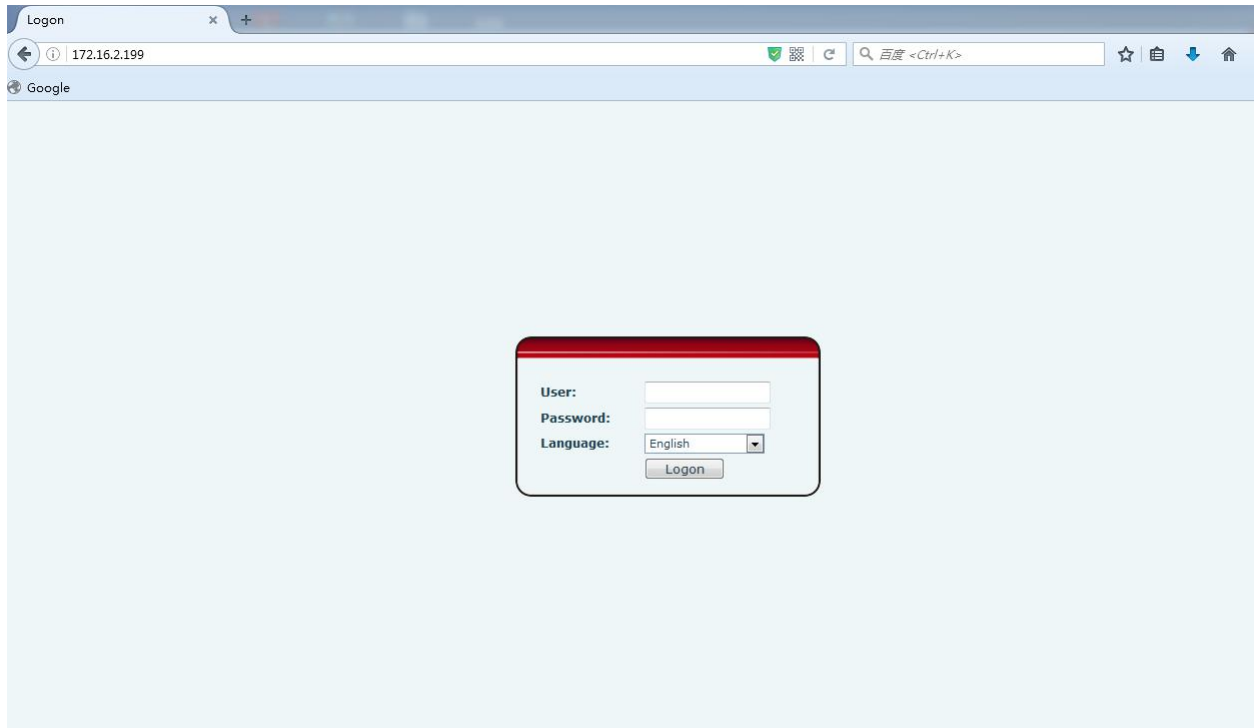 Logon
172.16.2.199
百度 <Ctrl+K>
Google
User:
Password:
Language: English
Logon